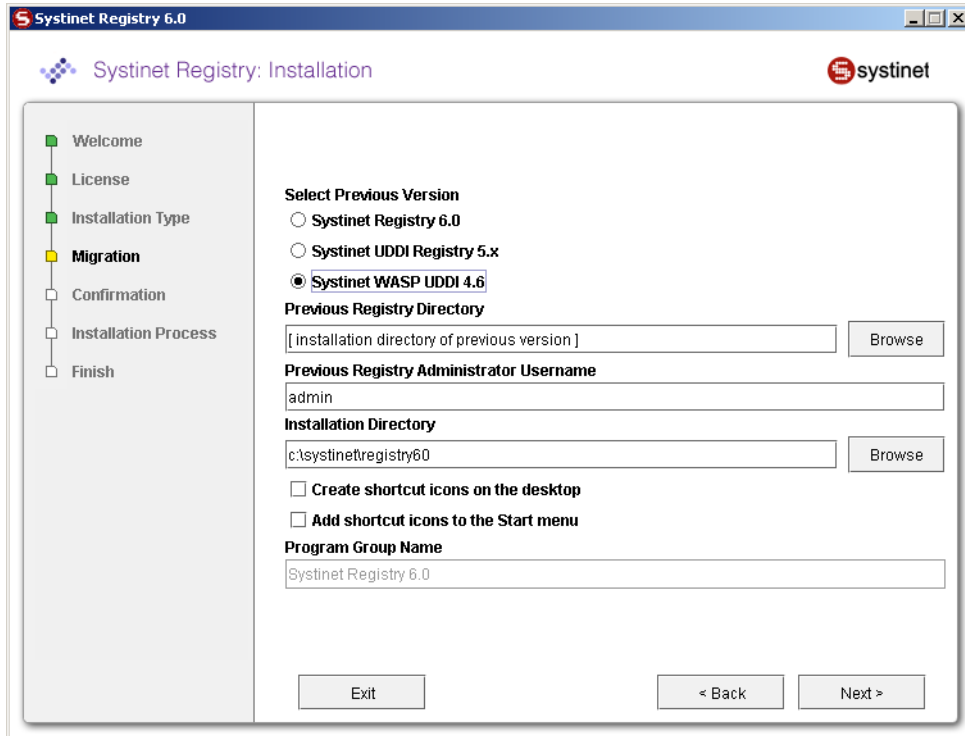 Systinet Registry 6.0
Systinet Registry: Installation
systinet
Welcome
License
Installation Type
Migration
Confirmation
Installation Process
Finish
Select Previous Version
Systinet Registry 6.0
Systinet UDDI Registry 5.x
Systinet WASP UDDI 4.6
Previous Registry Directory
[ installation directory of previous version ]
Browse
Previous Registry Administrator Username
admin
Installation Directory
c:\systinet\registry60
Browse
Create shortcut icons on the desktop
Add shortcut icons to the Start menu
Program Group Name
Systinet Registry 6.0
Exit
< Back
Next >